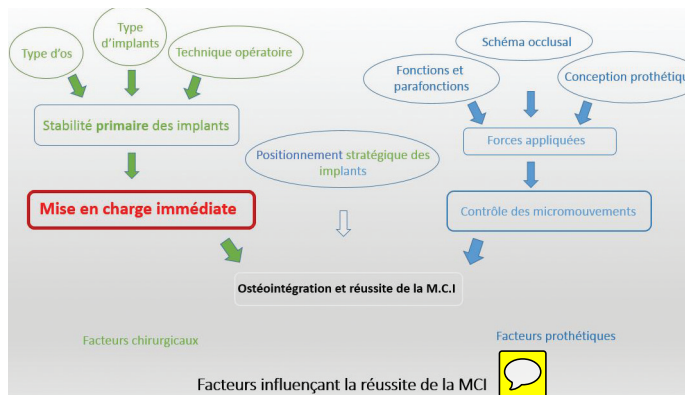 Type
d'implants
Type d'os
Technique opératoire
Schéma occlusal
Fonctions et
parafonctions
Conception prothétiqu
Stabilité primaire des implants
Forces appliquées
Positionnement stratégique des
implants
Mise en charge immédiate
Contrôle des micromouvements
Ostéointégration et réussite de la M.C.I
Facteurs chirurgicaux
Facteurs prothétiques
Facteurs influençant la réussite de la MCI